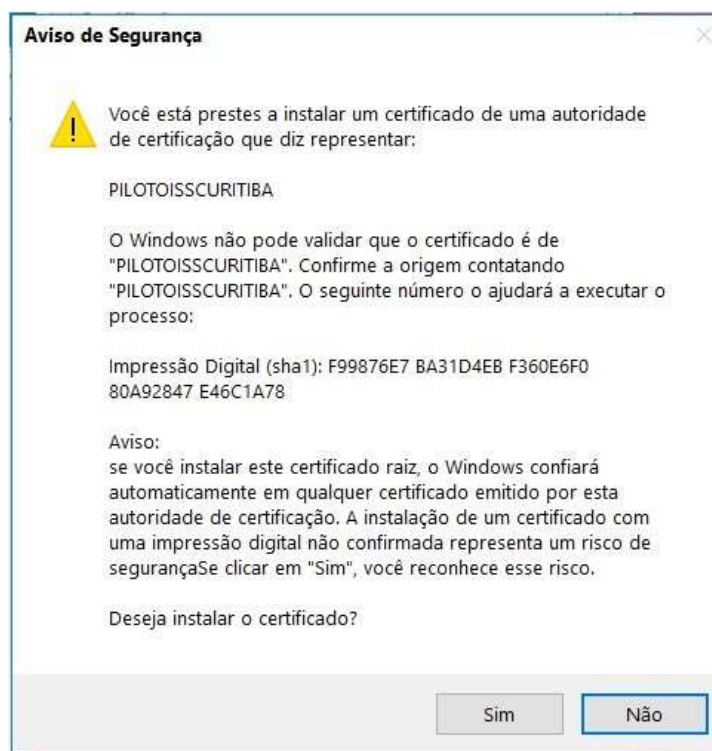 Aviso de Segurança
Você está prestes a instalar um certificado de uma autoridade
de certificação que diz representar:
PILOTOISSCURITIBA
O Windows não pode validar que o certificado é de
"PILOTOISSCURITIBA". Confirme a origem contatando
"PILOTOISSCURITIBA". O seguinte número o ajudará a executar o
processo:
Impressão Digital (sha1): F99876E7 BA31D4EB F360E6F0
80A92847 E46C1A78
Aviso:
se você instalar este certificado raiz, o Windows confiará
automaticamente em qualquer certificado emitido por esta
autoridade de certificação. A instalação de um certificado com
uma impressão digital não confirmada representa um risco de
segurançaSe clicar em "Sim", você reconhece esse risco.
Deseja instalar o certificado?
Sim
Não